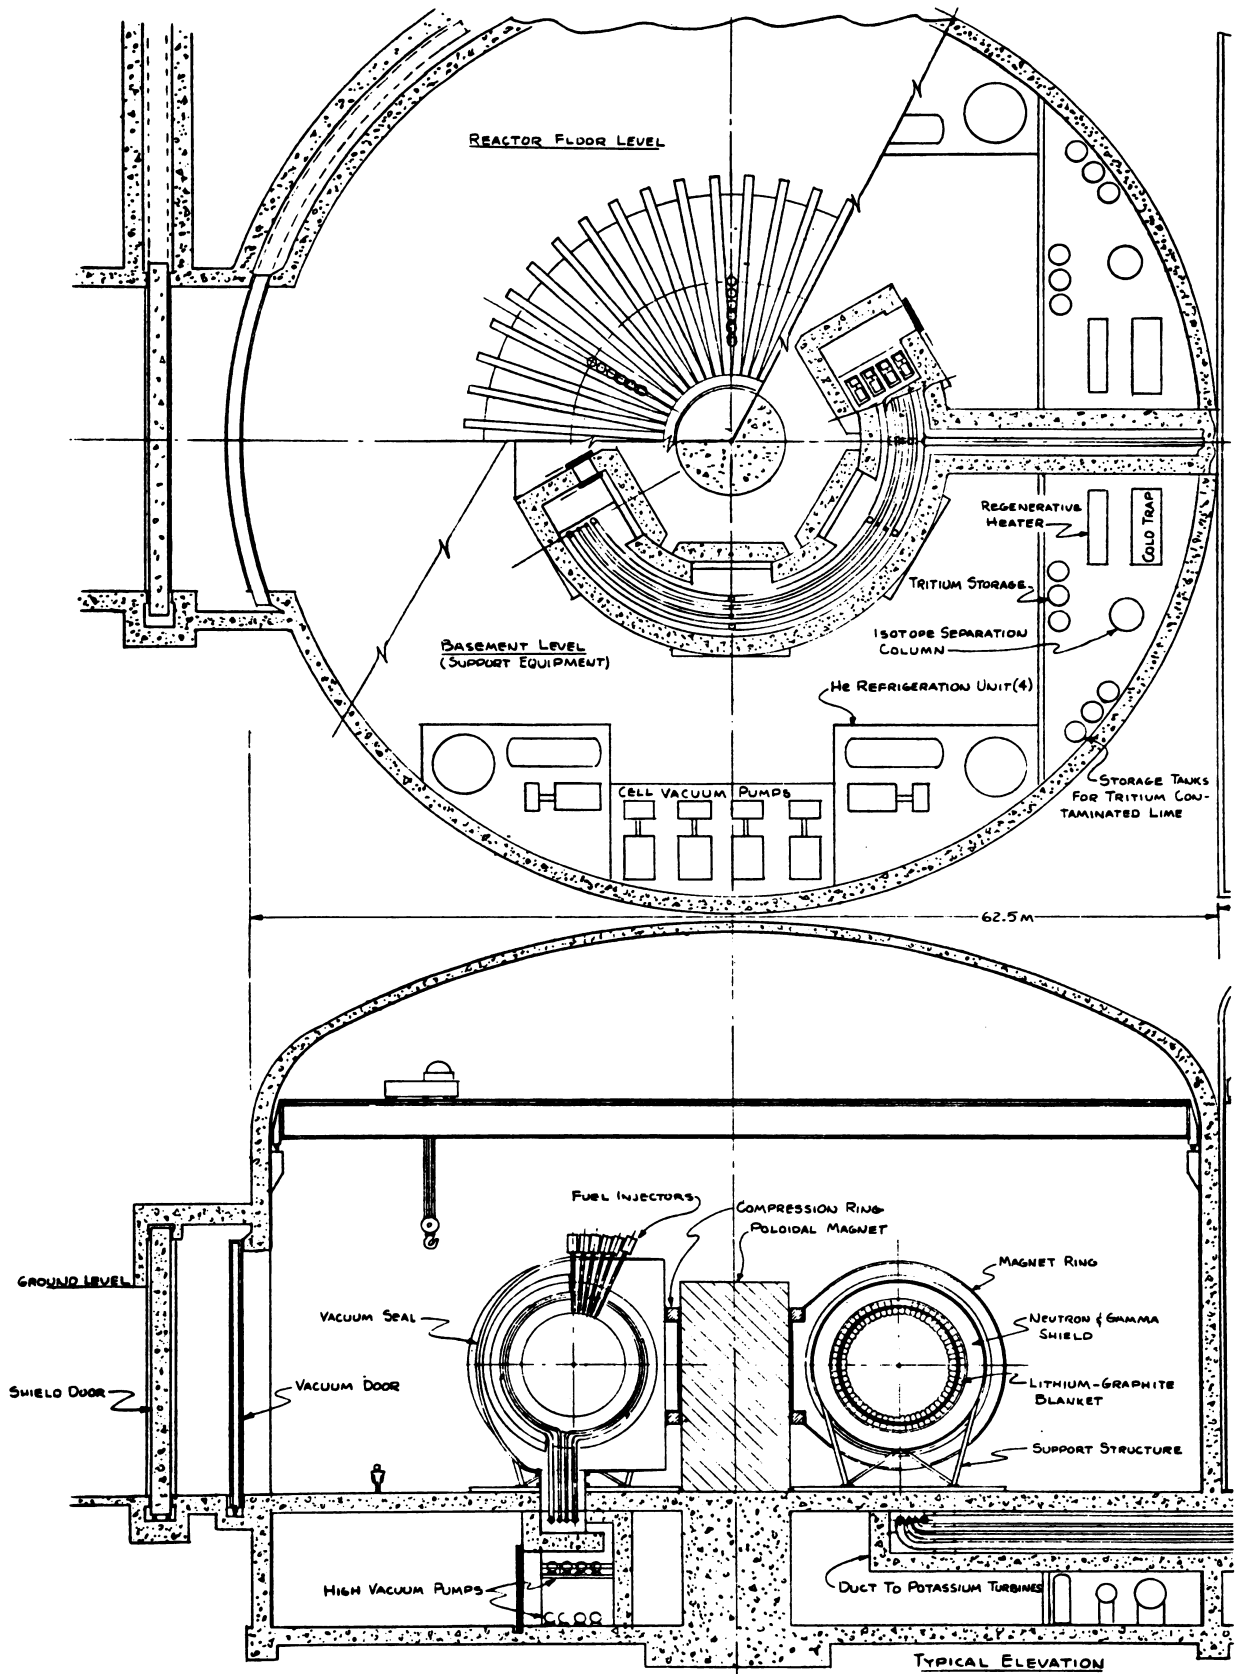 REACTOR FLOOR LEVEL
REGENERATIVE
HEATER
COLD TRAP
TRITIUM STORAGE
ISOTOPE SEPARATION
COLUMN
BASEMENT LEVEL
(SUPPORT EQUIPMENT)
He REFRIGERATION UNIT (4)
STORAGE TANKS
FOR TRITIUM CON-
TAMINATED LIME
CELL VACUUM PUMPS
62.5 M
FUEL INJECTORS
COMPRESSION RING
POLOIDAL MAGNET
MAGNET RING
GROUND LEVEL
VACUUM SEAL
NEUTRON & GAMMA
SHIELD
SHIELD DOOR
VACUUM DOOR
LITHIUM-GRAPHITE
BLANKET
SUPPORT STRUCTURE
HIGH VACUUM PUMPS
DUCT TO POTASSIUM TURBINES
TYPICAL ELEVATION